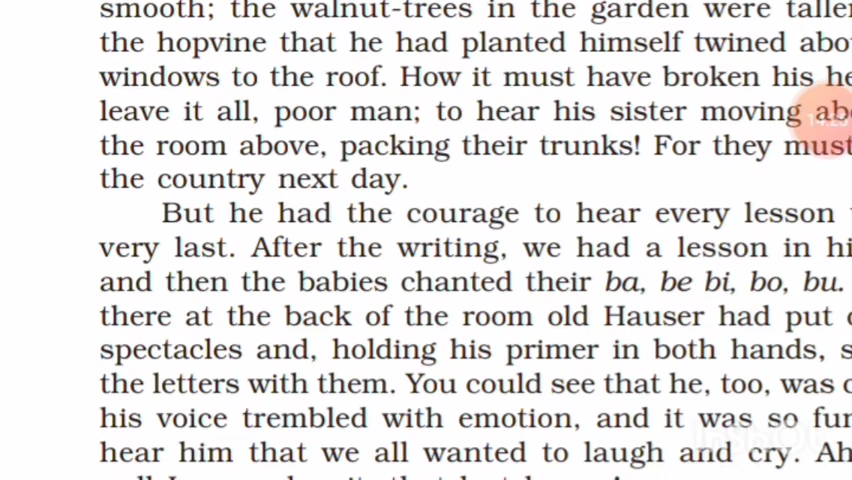 smooth; the walnut-trees in the garden were taller
the hopvine that he had planted himself twined abo
windows to the roof. How it must have broken his he
leave it all, poor man; to hear his sister moving abo
the room above, packing their trunks! For they must
the country next day.
But he had the courage to hear every lesson
very last. After the writing, we had a lesson in hi
and then the babies chanted their ba, be bi, bo, bu.
there at the back of the room old Hauser had put o
spectacles and, holding his primer in both hands, s
the letters with them. You could see that he, too, was c
his voice trembled with emotion, and it was so fun
hear him that we all wanted to laugh and cry. Ah